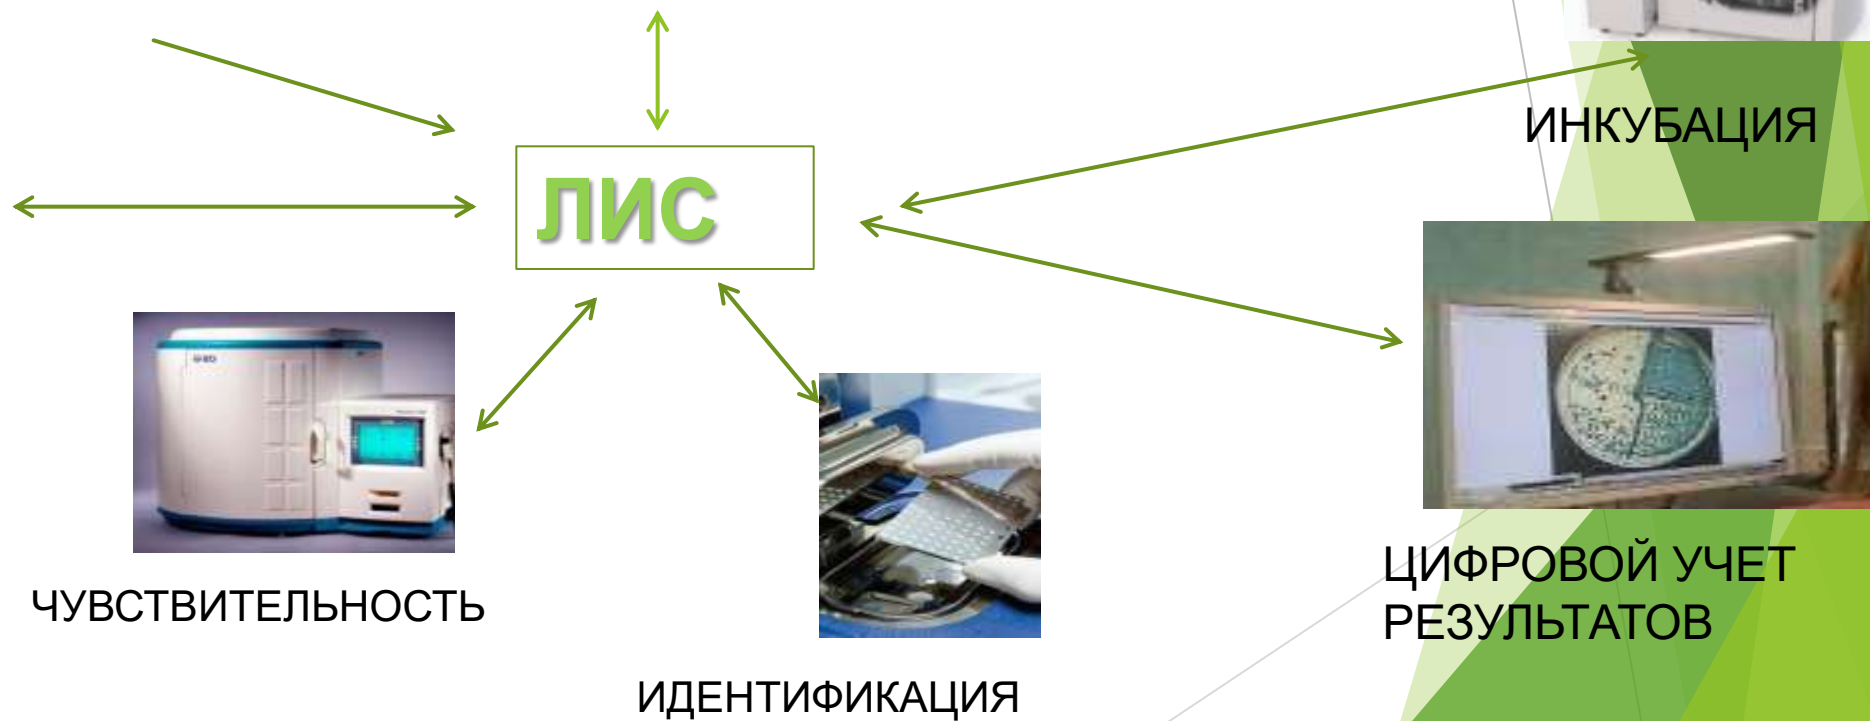 ИНКУБАЦИЯ
ЛИС
ЧУВСТВИТЕЛЬНОСТЬ
ИДЕНТИФИКАЦИЯ
ЦИФРОВОЙ УЧЕТ
РЕЗУЛЬТАТОВ